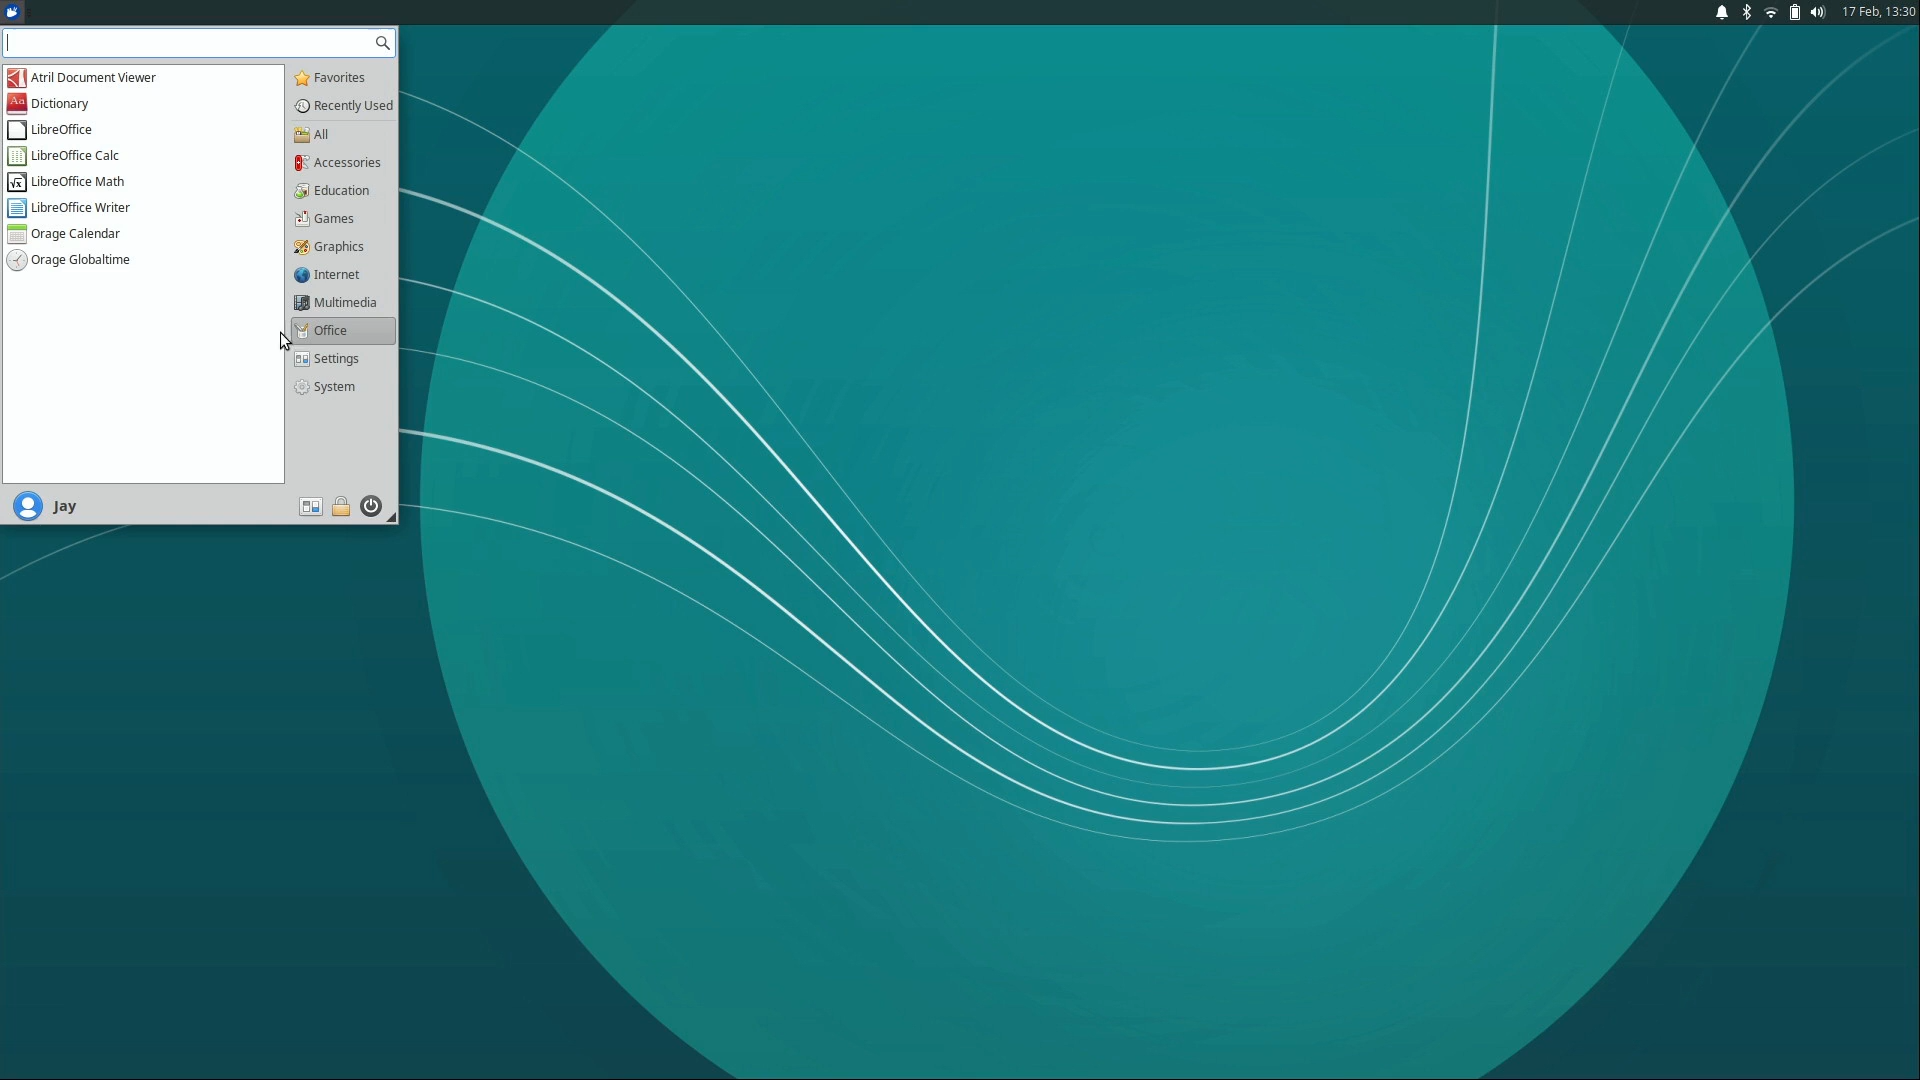 17 Feb, 13:30
Atril Document Viewer
Aa Dictionary
LibreOffice
LibreOffice Calc
√x LibreOffice Math
LibreOffice Writer
Orage Calendar
Orage Globaltime
Favorites
Recently Used
All
Accessories
Education
Games
Graphics
Internet
Multimedia
Office
Settings
System
Jay